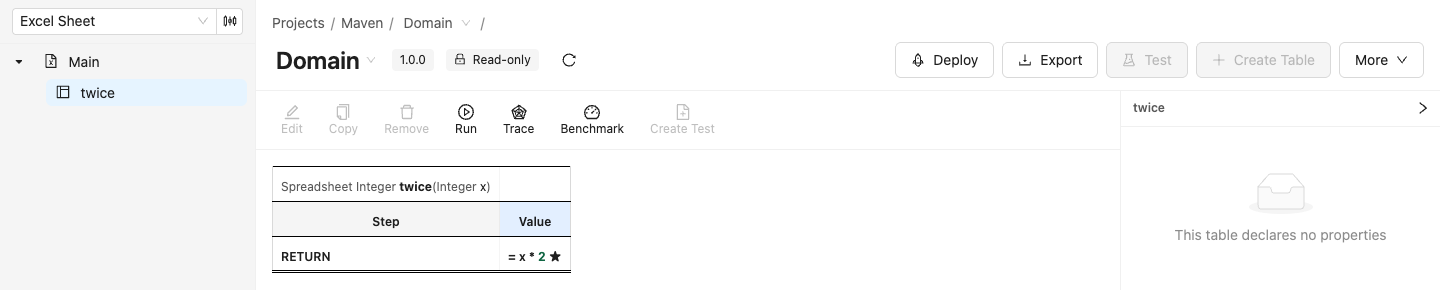 Excel Sheet
Main
twice
Projects / Maven / Domain /
Domain 1.0.0 Read-only
Deploy Export Test Create Table More
Edit Copy Remove Run Trace Benchmark Create Test
Spreadsheet Integer twice(Integer x)
Step Value
RETURN = x * 2 ★
twice
This table declares no properties